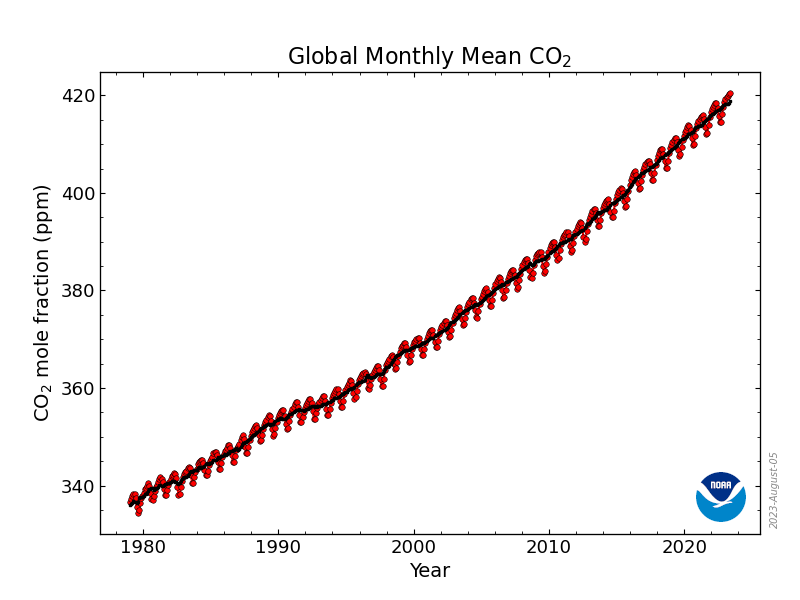 Global Monthly Mean CO₂
CO₂ mole fraction (ppm)
420
400
380
360
340
1980 1990 2000 2010 2020
Year
NOAA
2023-August-05